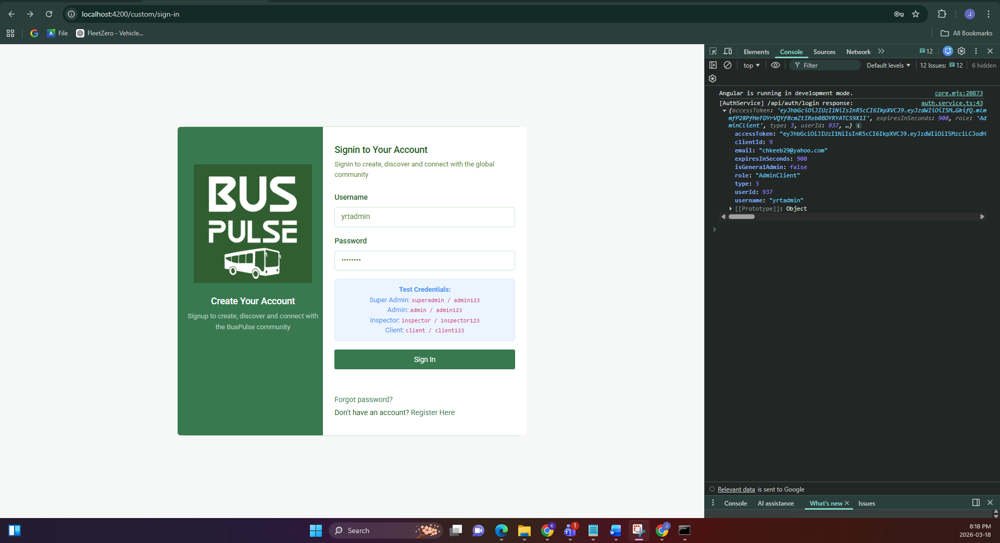 localhost:4200/custom/sign-in
J
File
FleetZero - Vehicle...
All Bookmarks
Elements
Console
Sources
Network
12
top
Filter
Default levels
12 Issues:
12
6 hidden
Angular is running in development mode.
core.mjs:20873
[AuthService] /api/auth/login response:
auth.service.ts:43
{accessToken: 'eyJhbGciOiJIUzI1NiIsInR5cCI6IkpXVCJ9.eyJzdWIiOiI5M…GkifQ.mlm
mfP28PfHeFDYrVQYf8cmZtIReb0BDYRYATC59X1I', expiresInSeconds: 900, role: 'Ad
minClient', type: 3, userId: 937, …}
accessToken: "eyJhbGciOiJIUzI1NiIsInR5cCI6IkpXVCJ9.eyJzdWIiOiI5MzciLCJodH
clientId: 9
email: "chkeeb29@yahoo.com"
expiresInSeconds: 900
isGeneralAdmin: false
role: "AdminClient"
type: 3
userId: 937
username: "yrtadmin"
[[Prototype]]: Object
BUS
PULSE
Create Your Account
Signup to create, discover and connect with
the BusPulse community
Signin to Your Account
Signin to create, discover and connect with the global
community
Username
yrtadmin
Password
••••••••
Test Credentials:
Super Admin: superadmin / admin123
Admin: admin / admin123
Inspector: inspector / inspector123
Client: client / client123
Sign In
Forgot password?
Don't have an account? Register Here
Relevant data is sent to Google
Console
AI assistance
What's new
Issues
Search
K
1
J
8:18 PM
2026-03-18